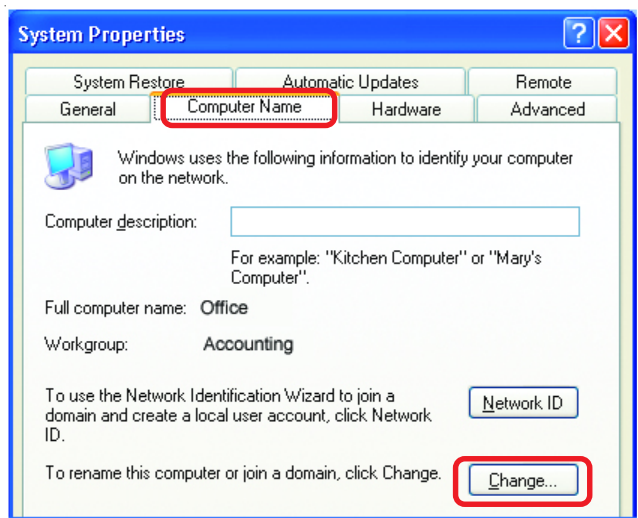 System Properties
System Restore Automatic Updates Remote
General Computer Name Hardware Advanced
Windows uses the following information to identify your computer
on the network.
Computer description:
For example: "Kitchen Computer" or "Mary's
Computer".
Full computer name: Office
Workgroup: Accounting
To use the Network Identification Wizard to join a
domain and create a local user account, click Network
ID.
Network ID
To rename this computer or join a domain, click Change.
Change...